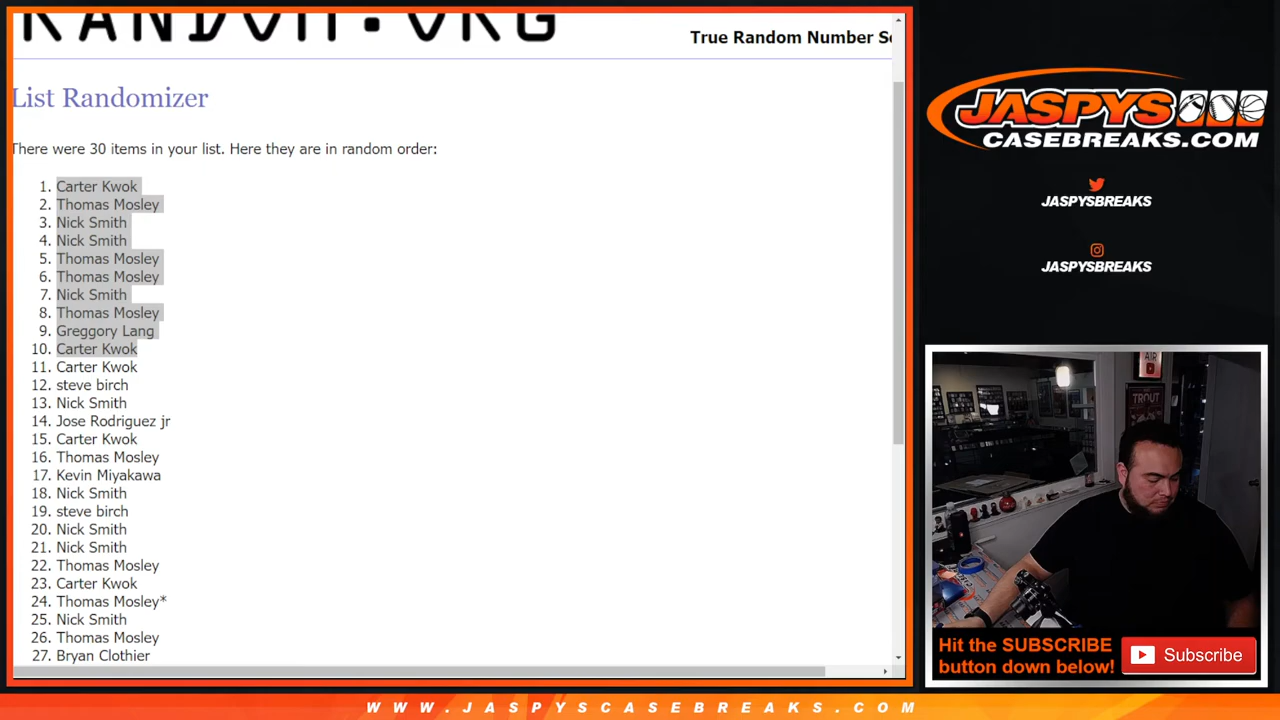 RANDOM.ORG
True Random Number Se
List Randomizer
There were 30 items in your list. Here they are in random order:
1. Carter Kwok
2. Thomas Mosley
3. Nick Smith
4. Nick Smith
5. Thomas Mosley
6. Thomas Mosley
7. Nick Smith
8. Thomas Mosley
9. Greggory Lang
10. Carter Kwok
11. Carter Kwok
12. steve birch
13. Nick Smith
14. Jose Rodriguez jr
15. Carter Kwok
16. Thomas Mosley
17. Kevin Miyakawa
18. Nick Smith
19. steve birch
20. Nick Smith
21. Nick Smith
22. Thomas Mosley
23. Carter Kwok
24. Thomas Mosley*
25. Nick Smith
26. Thomas Mosley
27. Bryan Clothier
JASPYS
CASEBREAKS.COM
JASPYSBREAKS
JASPYSBREAKS
AIR
TROUT
Hit the SUBSCRIBE
button down below!
Subscribe
WWW.JASPYSCASEBREAKS.COM